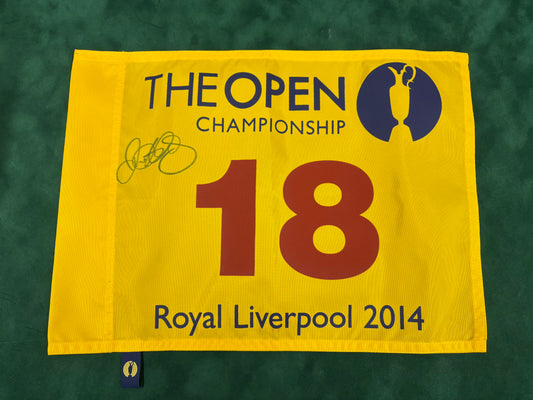 THE OPEN
CHAMPIONSHIP
18
Royal Liverpool 2014